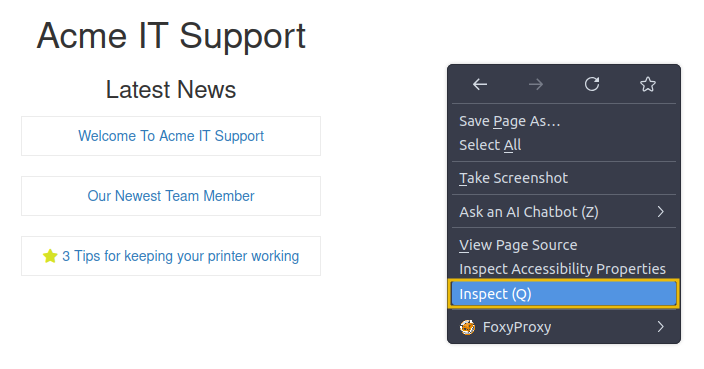 Acme IT Support
Latest News
Welcome To Acme IT Support
Our Newest Team Member
3 Tips for keeping your printer working
Save Page As…
Select All
Take Screenshot
Ask an AI Chatbot (Z)
View Page Source
Inspect Accessibility Properties
Inspect (Q)
FoxyProxy